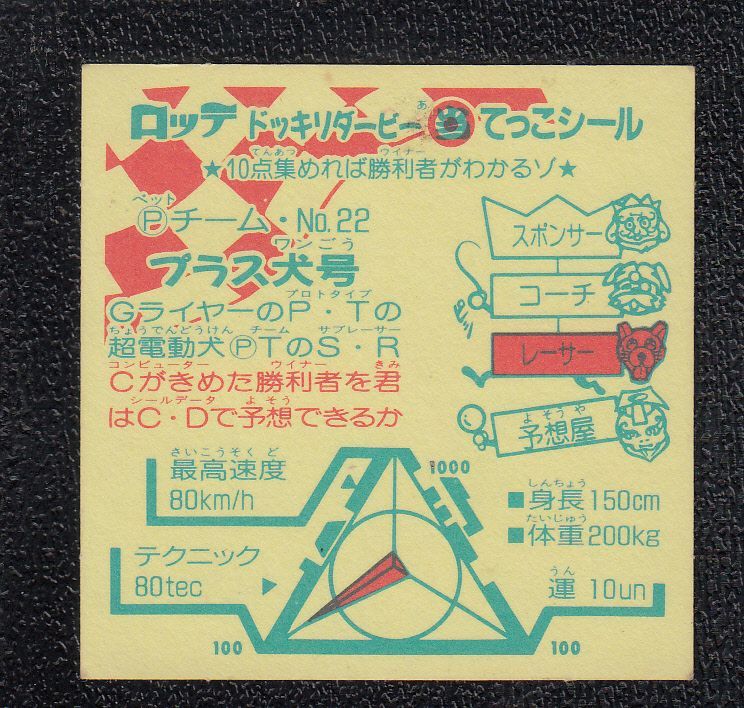 ロッテ ドッキリダービー当てっこシール
★10点集めれば勝利者がわかるゾ★
Ⓟチーム・No.22
プラス犬号
GライヤーのP・Tの
超電動犬ⓅTのS・R
Cがきめた勝利者を君
はC・Dで予想できるか
スポンサー
コーチ
レーサー
予想屋
最高速度
80km/h
1000
■身長150cm
■体重200kg
テクニック
80tec
運 10un
100
100